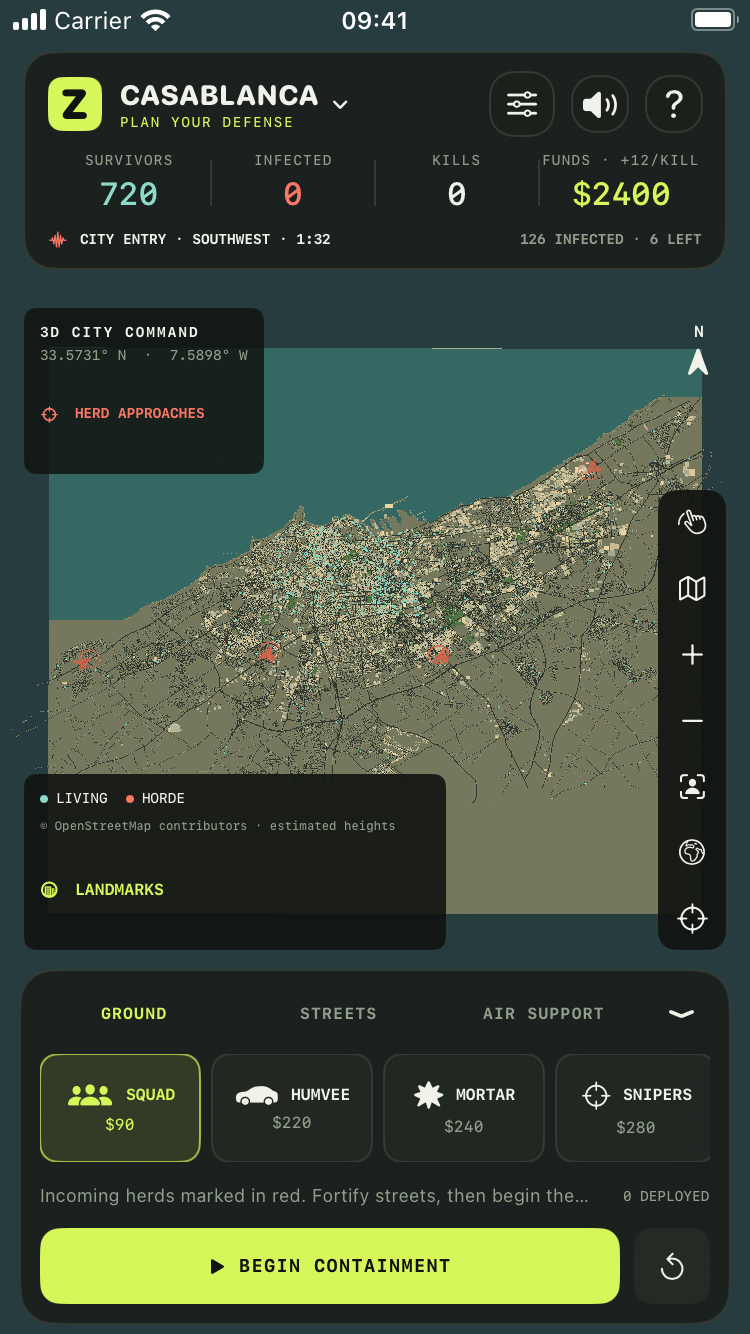 Carrier 09:41
Z CASABLANCA
PLAN YOUR DEFENSE
?
SURVIVORS INFECTED KILLS FUNDS · +12/KILL
720 0 0 $2400
CITY ENTRY · SOUTHWEST · 1:32 126 INFECTED · 6 LEFT
3D CITY COMMAND
33.5731° N · 7.5898° W
HERD APPROACHES
N
LIVING HORDE
© OpenStreetMap contributors · estimated heights
LANDMARKS
GROUND STREETS AIR SUPPORT
SQUAD HUMVEE MORTAR SNIPERS
$90 $220 $240 $280
Incoming herds marked in red. Fortify streets, then begin the… 0 DEPLOYED
BEGIN CONTAINMENT